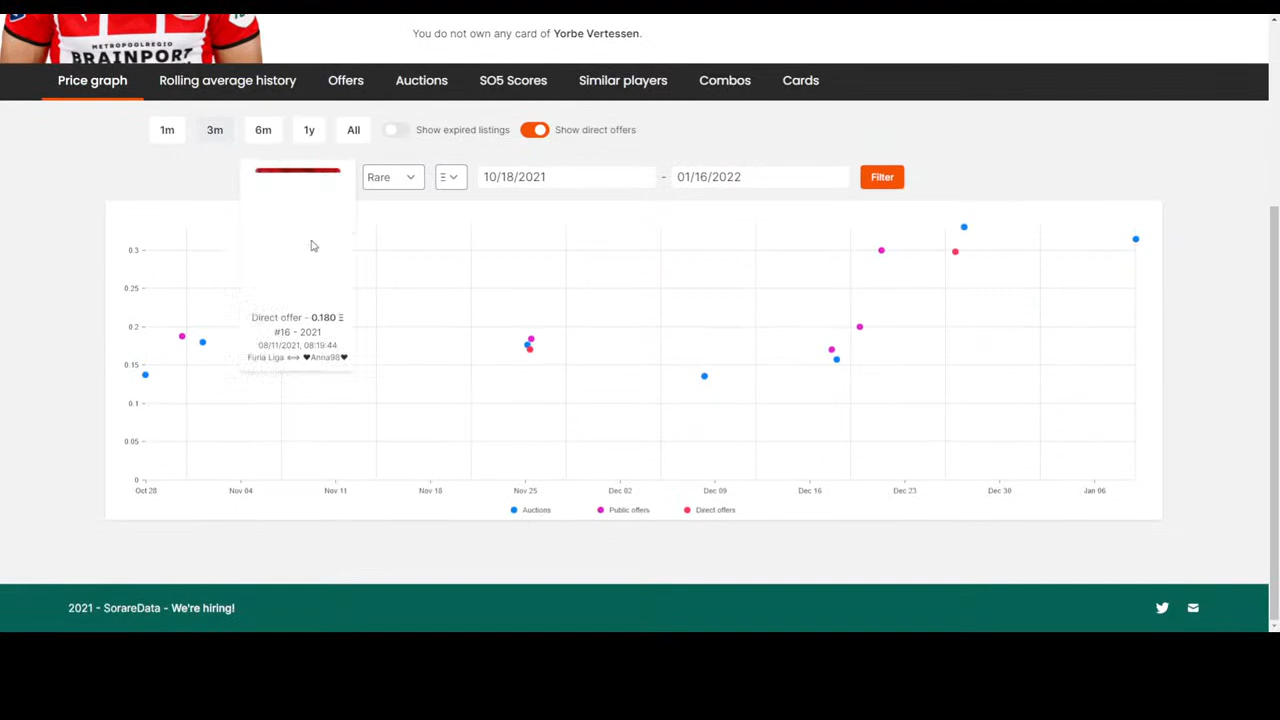 METROPOOLREGIO
BRAINPORT
You do not own any card of Yorbe Vertessen.
Price graph Rolling average history Offers Auctions SO5 Scores Similar players Combos Cards
1m 3m 6m 1y All Show expired listings Show direct offers
Rare Ξ 10/18/2021 - 01/16/2022 Filter
0.3
0.25
0.2
0.15
0.1
0.05
0
Direct offer - 0.180 Ξ
#16 - 2021
08/11/2021, 08:19:44
Furia Liga ⟺ ♥Anna98♥
Oct 28 Nov 04 Nov 11 Nov 18 Nov 25 Dec 02 Dec 09 Dec 16 Dec 23 Dec 30 Jan 06
Auctions Public offers Direct offers
2021 - SorareData - We're hiring!